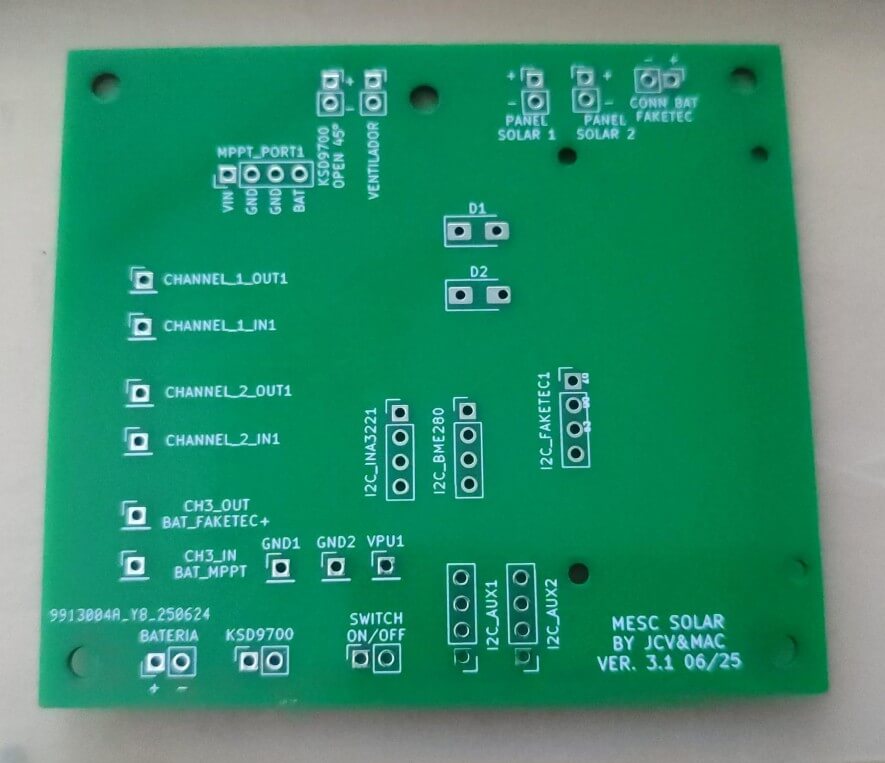 +
-
KSD9700
OPEN 45°
VENTILADOR
+
-
PANEL
SOLAR 1
+
-
PANEL
SOLAR 2
- +
CONN BAT
FAKETEC
MPPT_PORT1
VIN
GND
GND
BAT
D1
D2
CHANNEL_1_OUT1
CHANNEL_1_IN1
CHANNEL_2_OUT1
CHANNEL_2_IN1
I2C_INA3221
I2C_BME280
I2C_FAKETEC1
CH3_OUT
BAT_FAKETEC+
CH3_IN
BAT_MPPT
GND1
GND2
VPU1
9913004A_Y8_250624
BATERIA
+ -
KSD9700
SWITCH
ON/OFF
I2C_AUX1
I2C_AUX2
MESC SOLAR
BY JCV&MAC
VER. 3.1 06/25